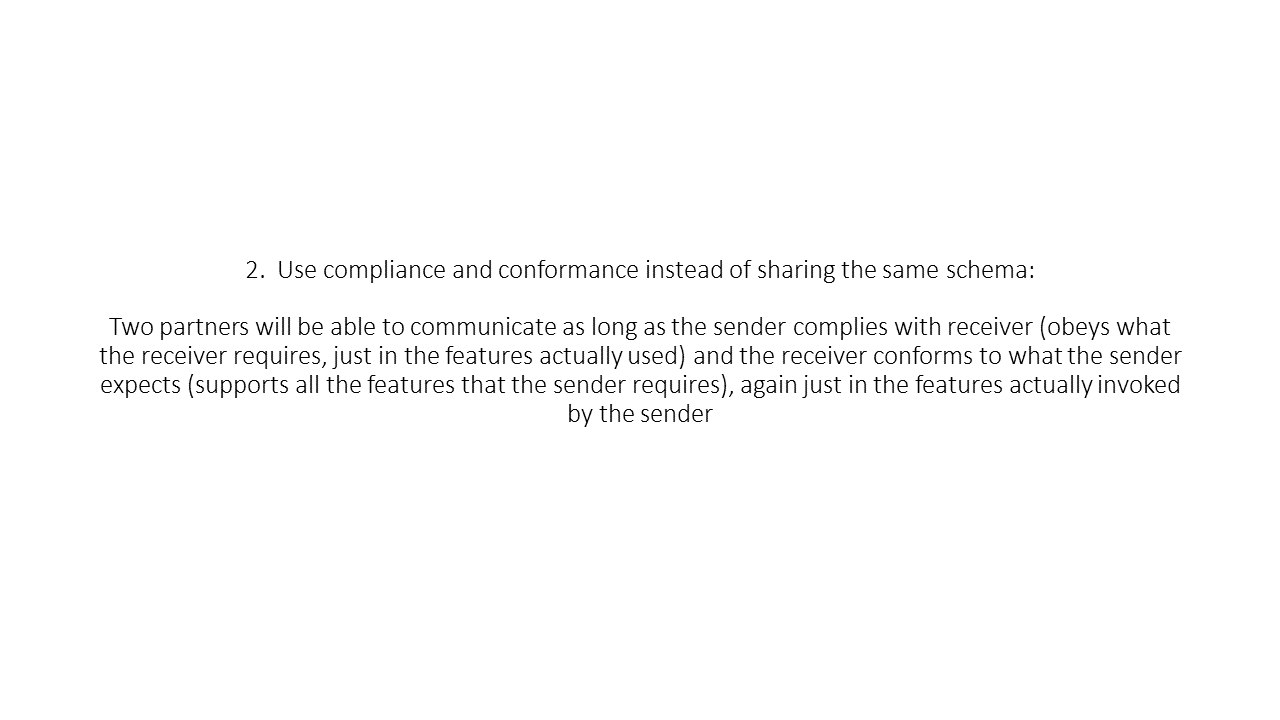 2.  Use compliance and conformance instead of sharing the same schema:
Two partners will be able to communicate as long as the sender complies with receiver (obeys what
the receiver requires, just in the features actually used) and the receiver conforms to what the sender
expects (supports all the features that the sender requires), again just in the features actually invoked
by the sender